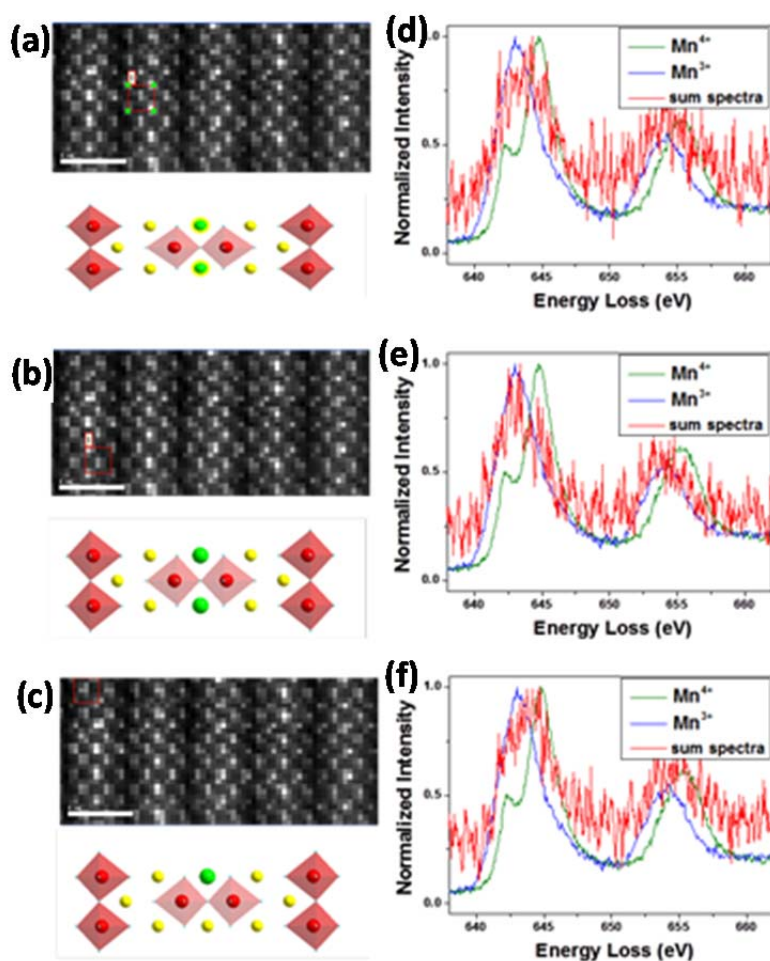 (a)
(d)
Normalized Intensity
1.0
0.5
0.0
Mn4+
Mn3+
sum spectra
640 645 650 655 660
Energy Loss (eV)
(b)
(e)
Normalized Intensity
1.0
0.5
0.0
Mn4+
Mn3+
sum spectra
640 645 650 655 660
Energy Loss (eV)
(c)
(f)
Normalized Intensity
1.0
0.5
0.0
Mn4+
Mn3+
sum spectra
640 645 650 655 660
Energy Loss (eV)